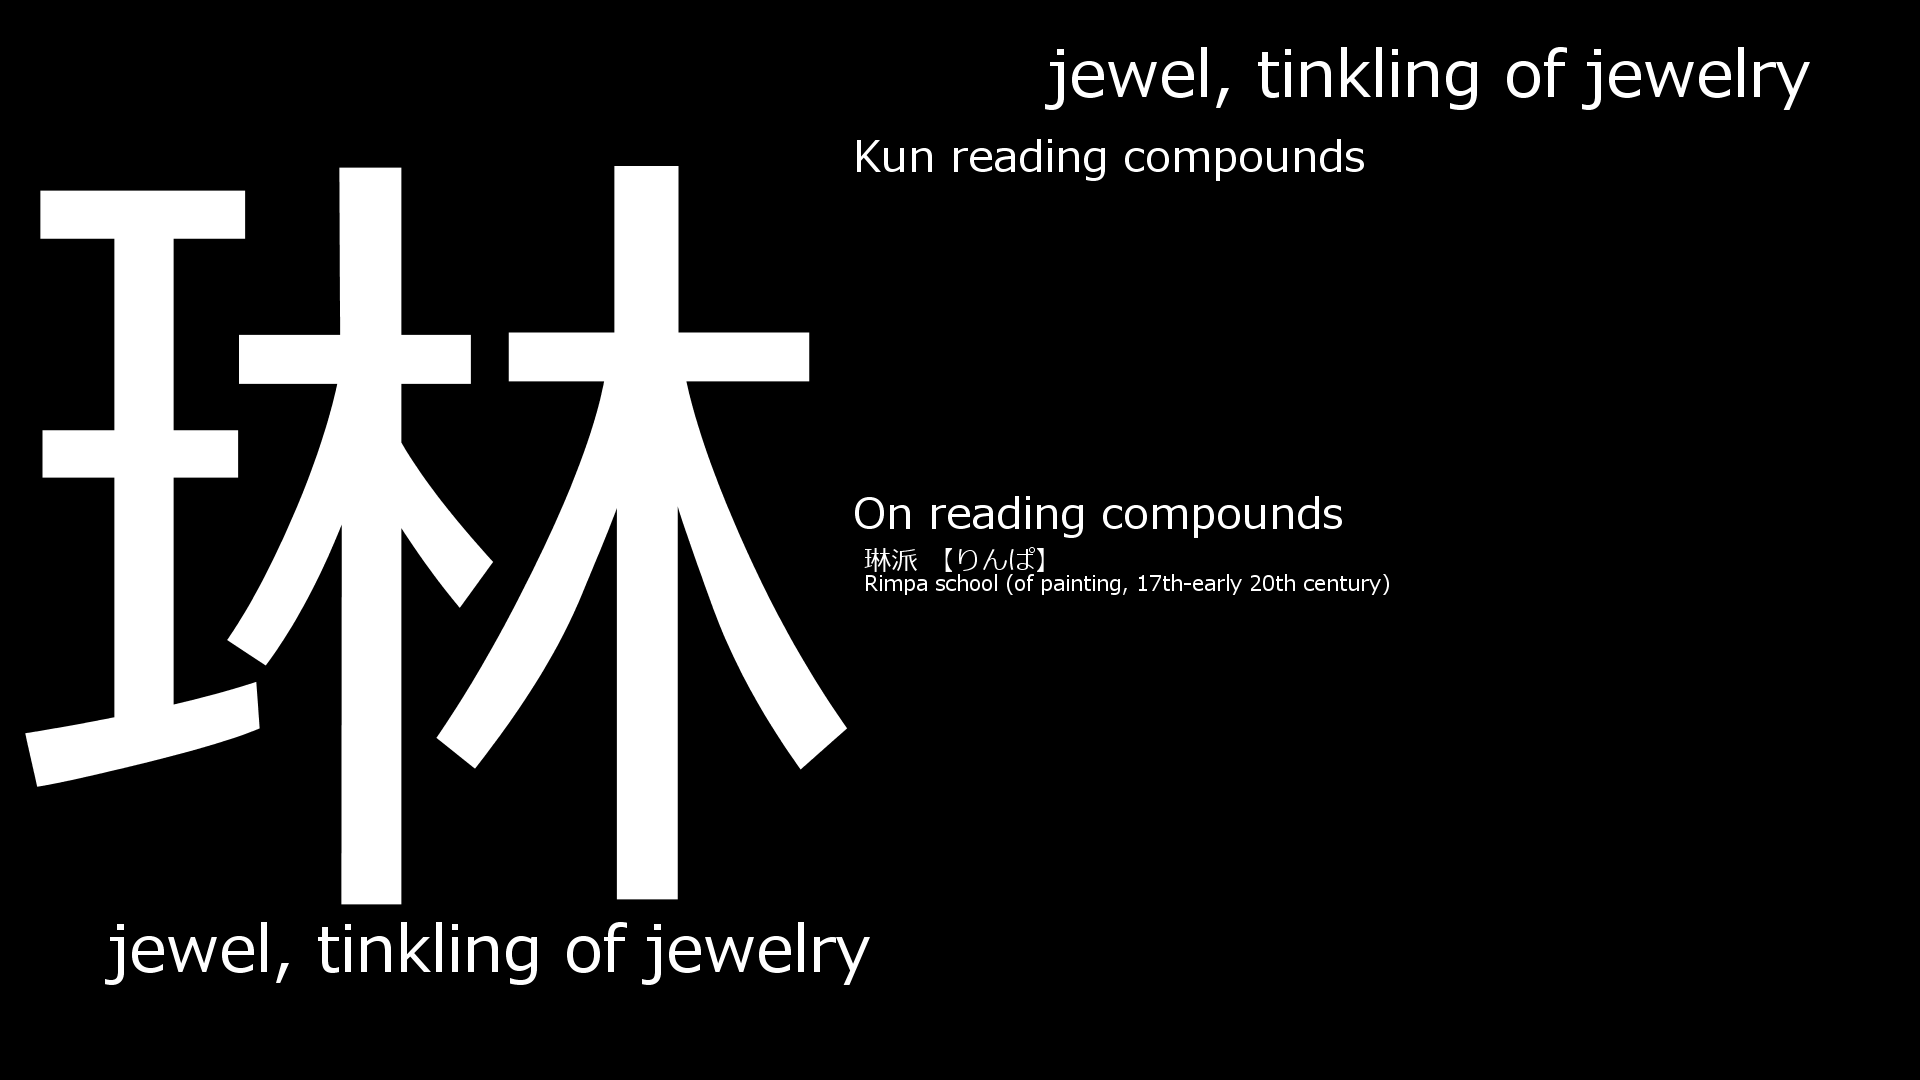 琳
jewel, tinkling of jewelry
jewel, tinkling of jewelry
Kun reading compounds
On reading compounds
琳派 【りんぱ】
Rimpa school (of painting, 17th-early 20th century)